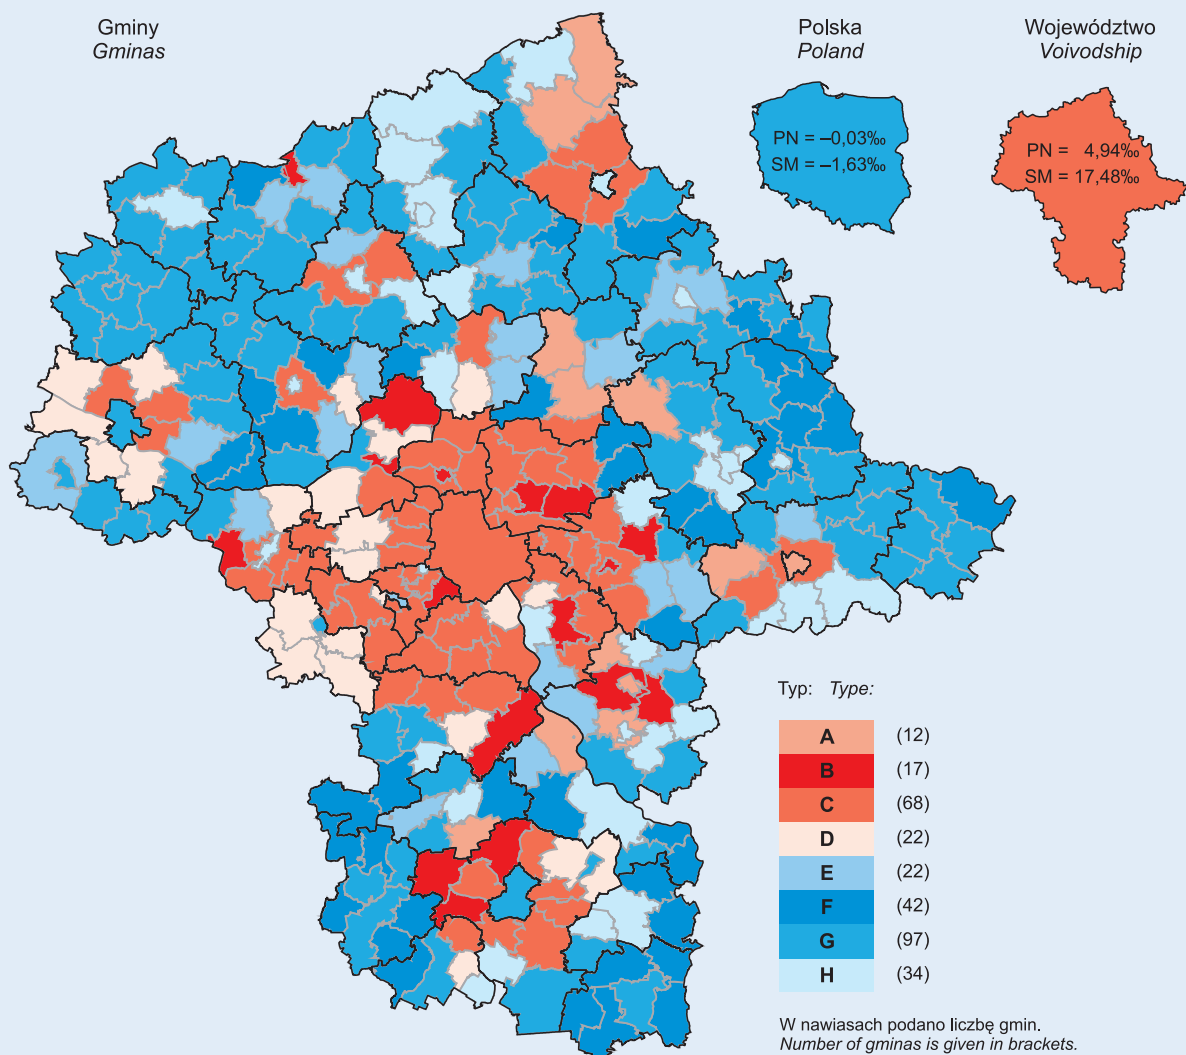 Gminy
Gminas
Polska
Poland
Województwo
Voivodship
PN = –0,03‰
SM = –1,63‰
PN = 4,94‰
SM = 17,48‰
Typ: Type:
A (12)
B (17)
C (68)
D (22)
E (22)
F (42)
G (97)
H (34)
W nawiasach podano liczbę gmin.
Number of gminas is given in brackets.